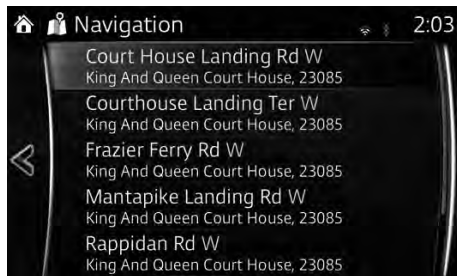 Navigation 2:03
Court House Landing Rd W
King And Queen Court House, 23085
Courthouse Landing Ter W
King And Queen Court House, 23085
Frazier Ferry Rd W
King And Queen Court House, 23085
Mantapike Landing Rd W
King And Queen Court House, 23085
Rappidan Rd W
King And Queen Court House, 23085